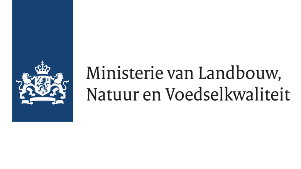 Ministerie van Landbouw,
Natuur en Voedselkwaliteit